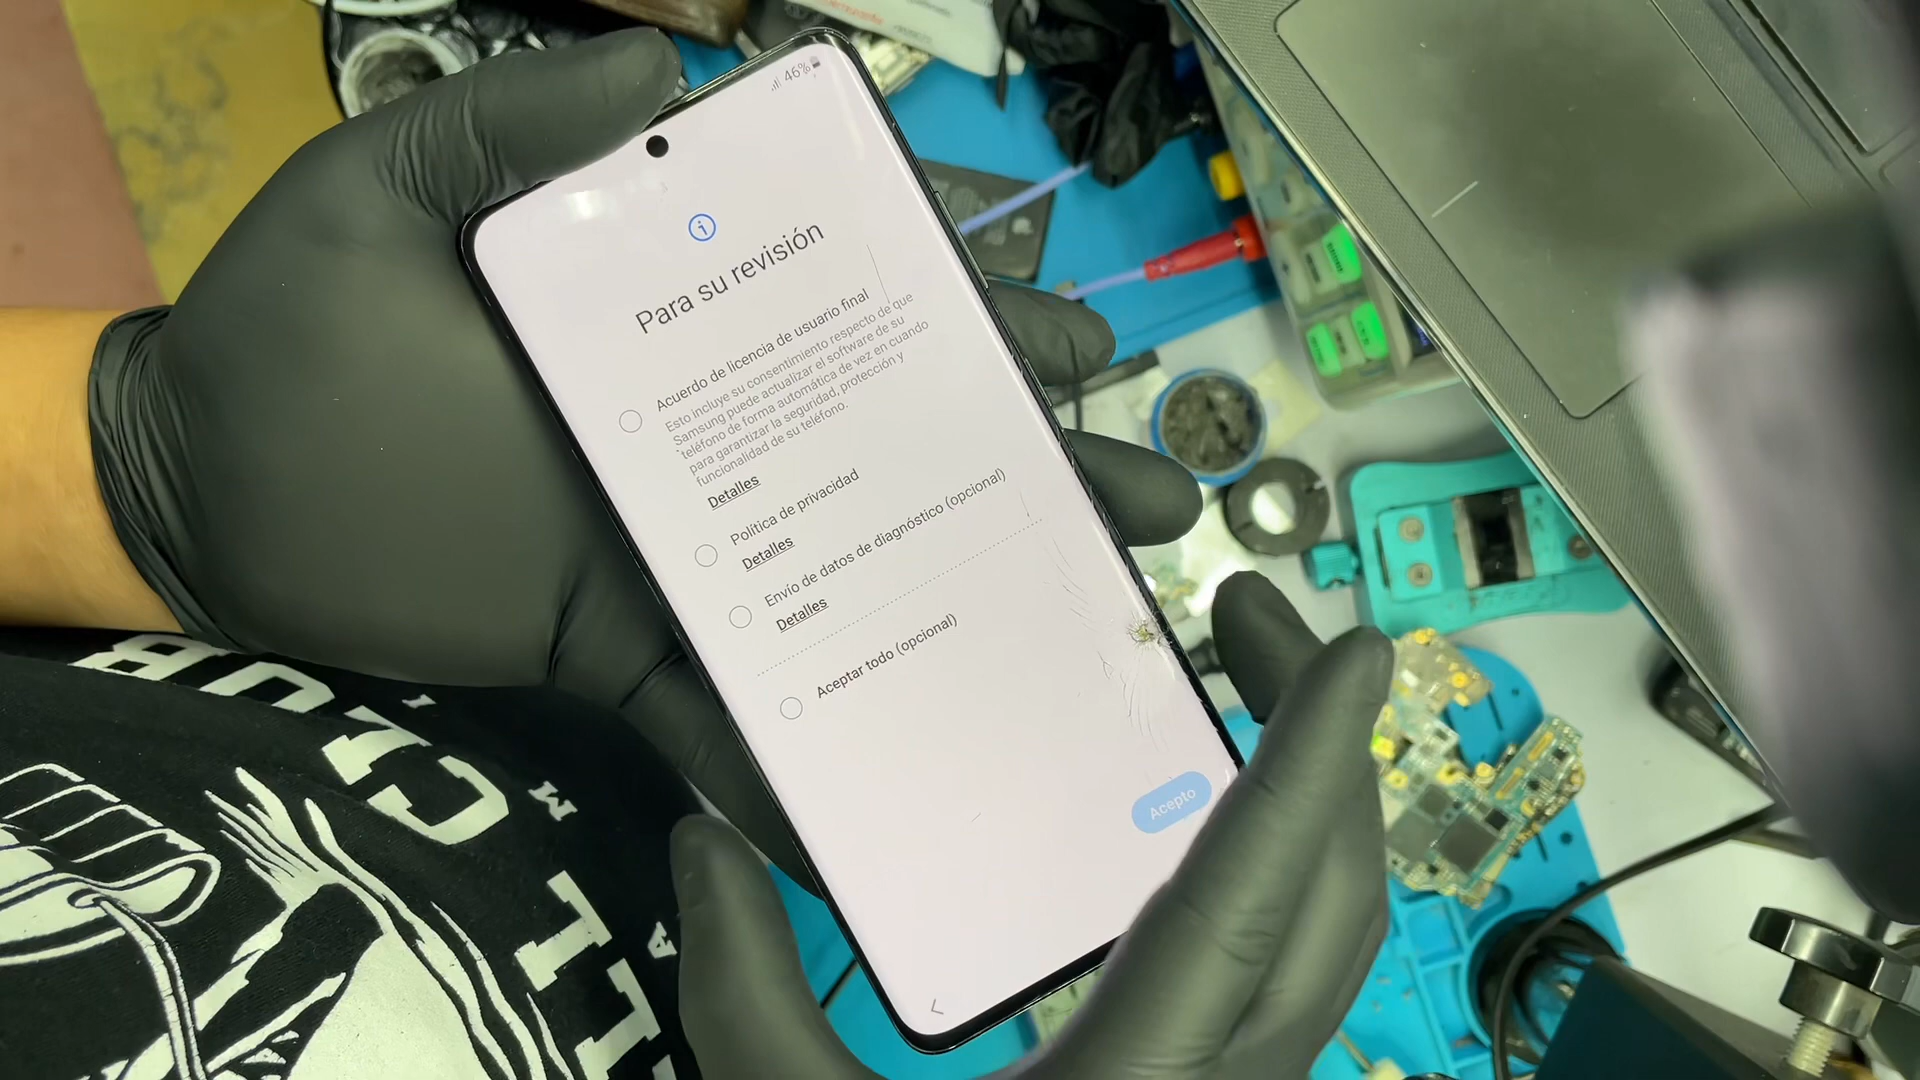 46%
Para su revisión
Acuerdo de licencia de usuario final
Esto incluye su consentimiento respecto de que
Samsung puede actualizar el software de su
teléfono de forma automática de vez en cuando
para garantizar la seguridad, protección y
funcionalidad de su teléfono.
Detalles
Política de privacidad
Detalles
Envío de datos de diagnóstico (opcional)
Detalles
Aceptar todo (opcional)
Acepto